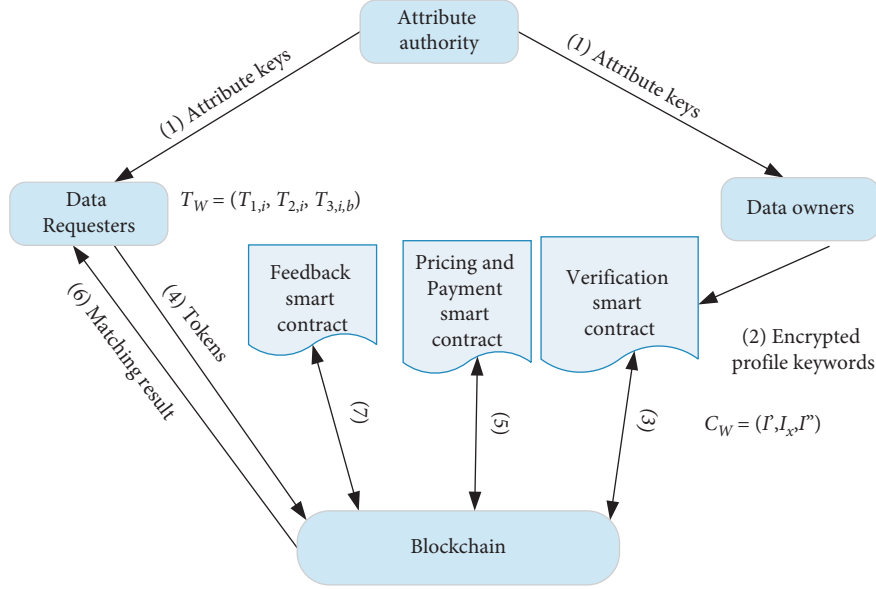 Attribute
authority
(1) Attribute keys
(1) Attribute keys
Data
Requesters
T_W = (T_{1,i}, T_{2,i}, T_{3,i,b})
Data owners
Feedback
smart
contract
Pricing and
Payment
smart
contract
Verification
smart
contract
(2) Encrypted
profile keywords
C_W = (I',I_x,I'')
(6) Matching result
(4) Tokens
(7)
(5)
(3)
Blockchain